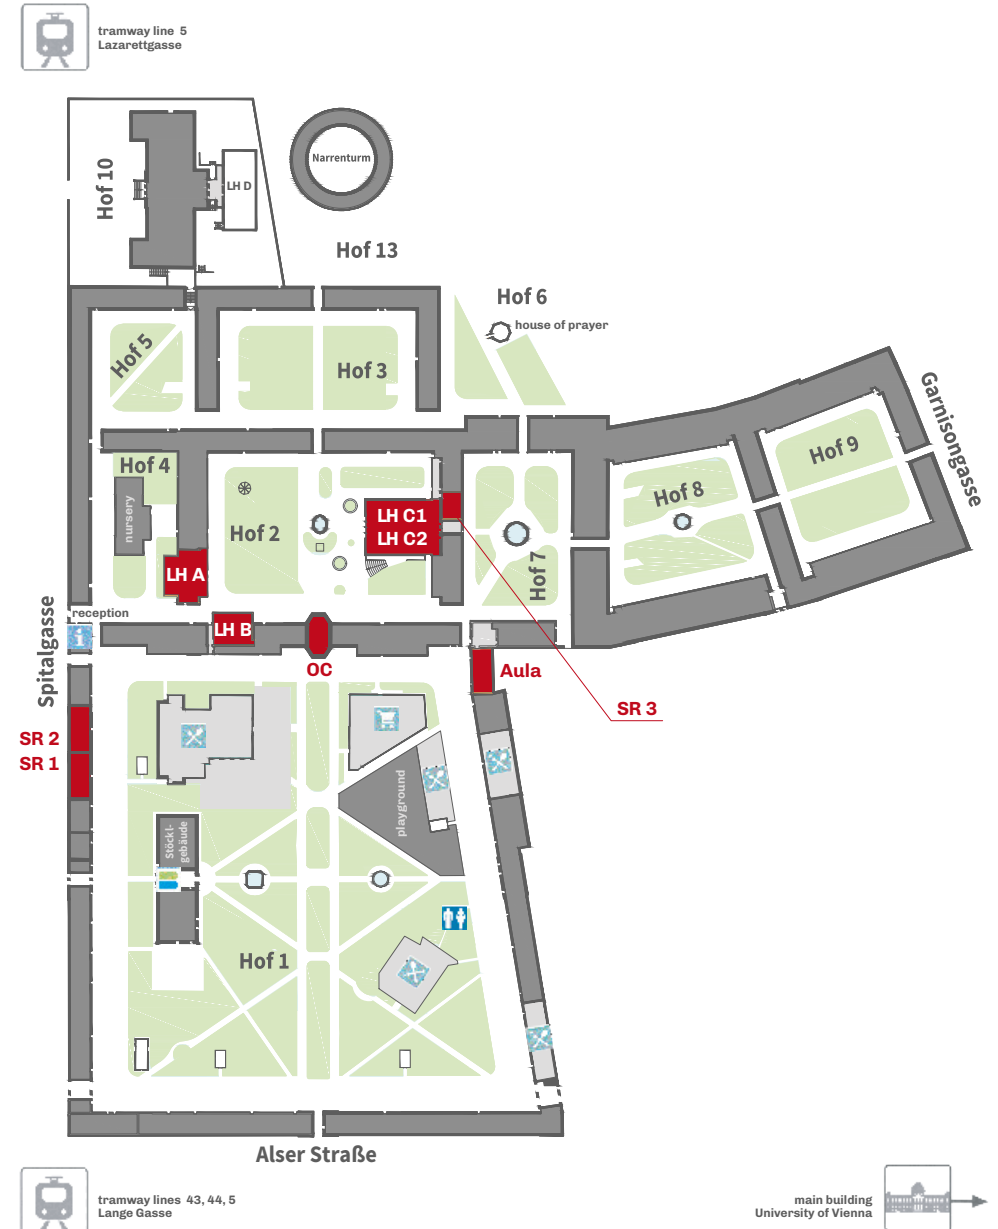 tramway line 5
Lazarettgasse
Hof 10
LH D
Narrenturm
Hof 13
Hof 6
house of prayer
Hof 5
Hof 3
Garnisongasse
Hof 9
Hof 4
Hof 8
nursery
Hof 2
LH C1
LH C2
Hof 7
LH A
Spitalgasse
reception
i
LH B
OC
Aula
SR 3
SR 2
SR 1
playground
Stöckl-
gebäude
Hof 1
Alser Straße
tramway lines 43, 44, 5
Lange Gasse
main building
University of Vienna